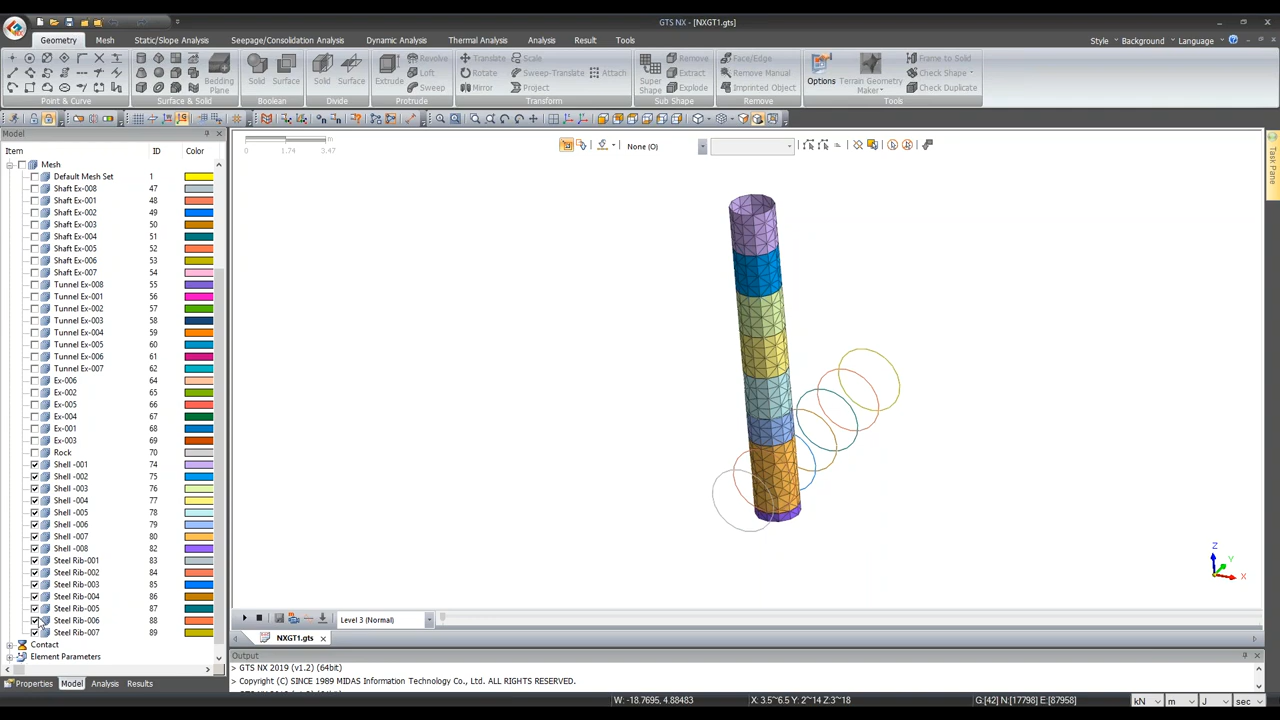 GTS NX - [NXGT1.gts]
Geometry Mesh Static/Slope Analysis Seepage/Consolidation Analysis Dynamic Analysis Thermal Analysis Analysis Result Tools Style Background Language
Revolve Translate Scale Remove Face/Edge Frame to Solid
Loft Rotate Sweep-Translate Attach Extract Remove Manual Check Shape
Bedding Plane Solid Surface Solid Surface Extrude Sweep Mirror Project Super Shape Explode Imprinted Object Options Terrain Geometry Maker Check Duplicate
Point & Curve Surface & Solid Boolean Divide Protrude Transform Sub Shape Remove Tools
Model
Item ID Color
m
0 1.74 3.47
None (O)
Task Pane
Mesh
Default Mesh Set 1
Shaft Ex-008 47
Shaft Ex-001 48
Shaft Ex-002 49
Shaft Ex-003 50
Shaft Ex-004 51
Shaft Ex-005 52
Shaft Ex-006 53
Shaft Ex-007 54
Tunnel Ex-008 55
Tunnel Ex-001 56
Tunnel Ex-002 57
Tunnel Ex-003 58
Tunnel Ex-004 59
Tunnel Ex-005 60
Tunnel Ex-006 61
Tunnel Ex-007 62
Ex-006 64
Ex-002 65
Ex-005 66
Ex-004 67
Ex-001 68
Ex-003 69
Rock 70
Shell -001 74
Shell -002 75
Shell -003 76
Shell -004 77
Shell -005 78
Shell -006 79
Shell -007 80
Shell -008 82
Steel Rib-001 83
Steel Rib-002 84
Steel Rib-003 85
Steel Rib-004 86
Steel Rib-005 87
Steel Rib-006 88
Steel Rib-007 89
Contact
Element Parameters
Z
Y
X
Level 3 (Normal)
NXGT1.gts
Output
> GTS NX 2019 (v1.2) (64bit)
> Copyright (C) SINCE 1989 MIDAS Information Technology Co., Ltd. ALL RIGHTS RESERVED.
Properties Model Analysis Results
W: -18.7695, 4.88483 X: 3.5~6.5 Y: 2~14 Z:3~18 G:[42] N:[17798] E:[87958] kN m J sec